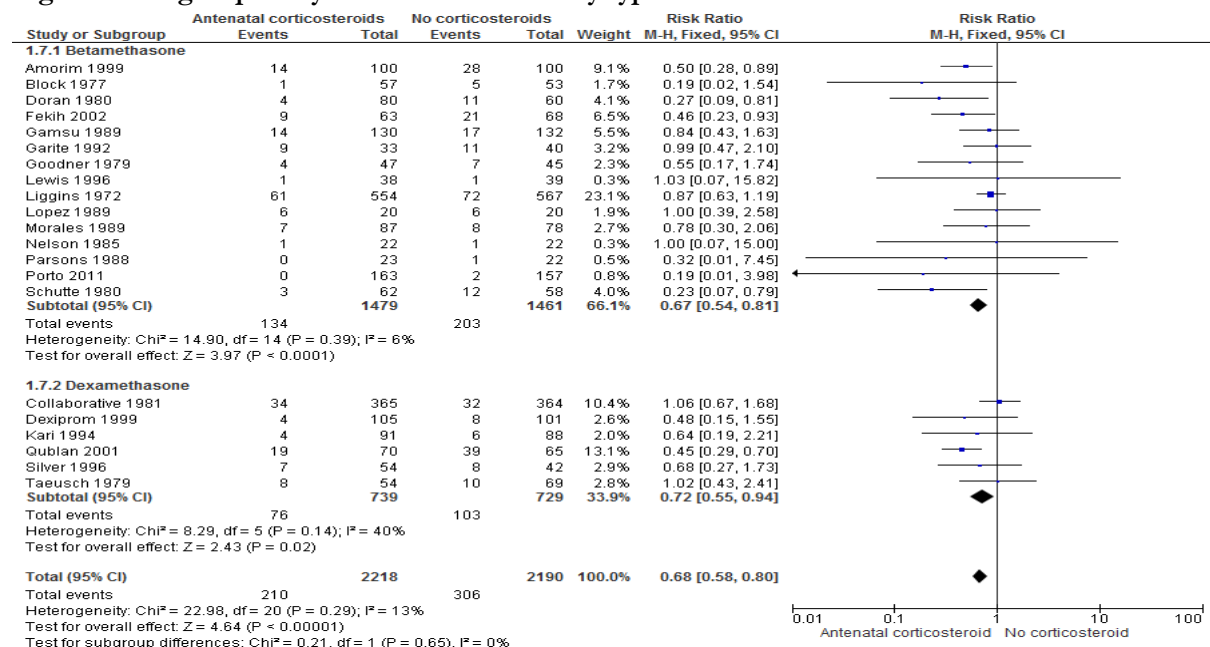 Antenatal corticosteroids No corticosteroids Risk Ratio Risk Ratio
Study or Subgroup Events Total Events Total Weight M-H, Fixed, 95% CI M-H, Fixed, 95% CI
1.7.1 Betamethasone
Amorim 1999 14 100 28 100 9.1% 0.50 [0.28, 0.89]
Block 1977 1 57 5 53 1.7% 0.19 [0.02, 1.54]
Doran 1980 4 80 11 60 4.1% 0.27 [0.09, 0.81]
Fekih 2002 9 63 21 68 6.5% 0.46 [0.23, 0.93]
Gamsu 1989 14 130 17 132 5.5% 0.84 [0.43, 1.63]
Garite 1992 9 33 11 40 3.2% 0.99 [0.47, 2.10]
Goodner 1979 4 47 7 45 2.3% 0.55 [0.17, 1.74]
Lewis 1996 1 38 1 39 0.3% 1.03 [0.07, 15.82]
Liggins 1972 61 554 72 567 23.1% 0.87 [0.63, 1.19]
Lopez 1989 6 20 6 20 1.9% 1.00 [0.39, 2.58]
Morales 1989 7 87 8 78 2.7% 0.78 [0.30, 2.06]
Nelson 1985 1 22 1 22 0.3% 1.00 [0.07, 15.00]
Parsons 1988 0 23 1 22 0.5% 0.32 [0.01, 7.45]
Porto 2011 0 163 2 157 0.8% 0.19 [0.01, 3.98]
Schutte 1980 3 62 12 58 4.0% 0.23 [0.07, 0.79]
Subtotal (95% CI) 1479 1461 66.1% 0.67 [0.54, 0.81]
Total events 134 203
Heterogeneity: Chi² = 14.90, df = 14 (P = 0.39); I² = 6%
Test for overall effect: Z = 3.97 (P < 0.0001)
1.7.2 Dexamethasone
Collaborative 1981 34 365 32 364 10.4% 1.06 [0.67, 1.68]
Dexiprom 1999 4 105 8 101 2.6% 0.48 [0.15, 1.55]
Kari 1994 4 91 6 88 2.0% 0.64 [0.19, 2.21]
Qublan 2001 19 70 39 65 13.1% 0.45 [0.29, 0.70]
Silver 1996 7 54 8 42 2.9% 0.68 [0.27, 1.73]
Taeusch 1979 8 54 10 69 2.8% 1.02 [0.43, 2.41]
Subtotal (95% CI) 739 729 33.9% 0.72 [0.55, 0.94]
Total events 76 103
Heterogeneity: Chi² = 8.29, df = 5 (P = 0.14); I² = 40%
Test for overall effect: Z = 2.43 (P = 0.02)
Total (95% CI) 2218 2190 100.0% 0.68 [0.58, 0.80]
Total events 210 306
Heterogeneity: Chi² = 22.98, df = 20 (P = 0.29); I² = 13%
Test for overall effect: Z = 4.64 (P < 0.00001)
Test for subgroup differences: Chi² = 0.21, df = 1 (P = 0.65), I² = 0%
0.01 0.1 1 10 100
Antenatal corticosteroid No corticosteroid